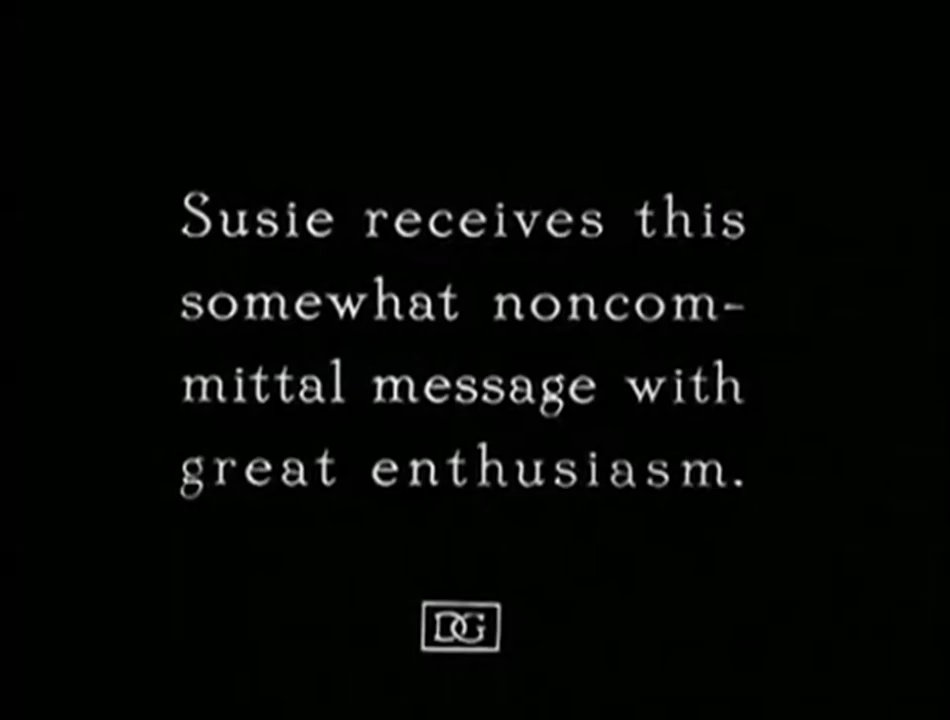 Susie receives this
somewhat noncom-
mittal message with
great enthusiasm.
DG